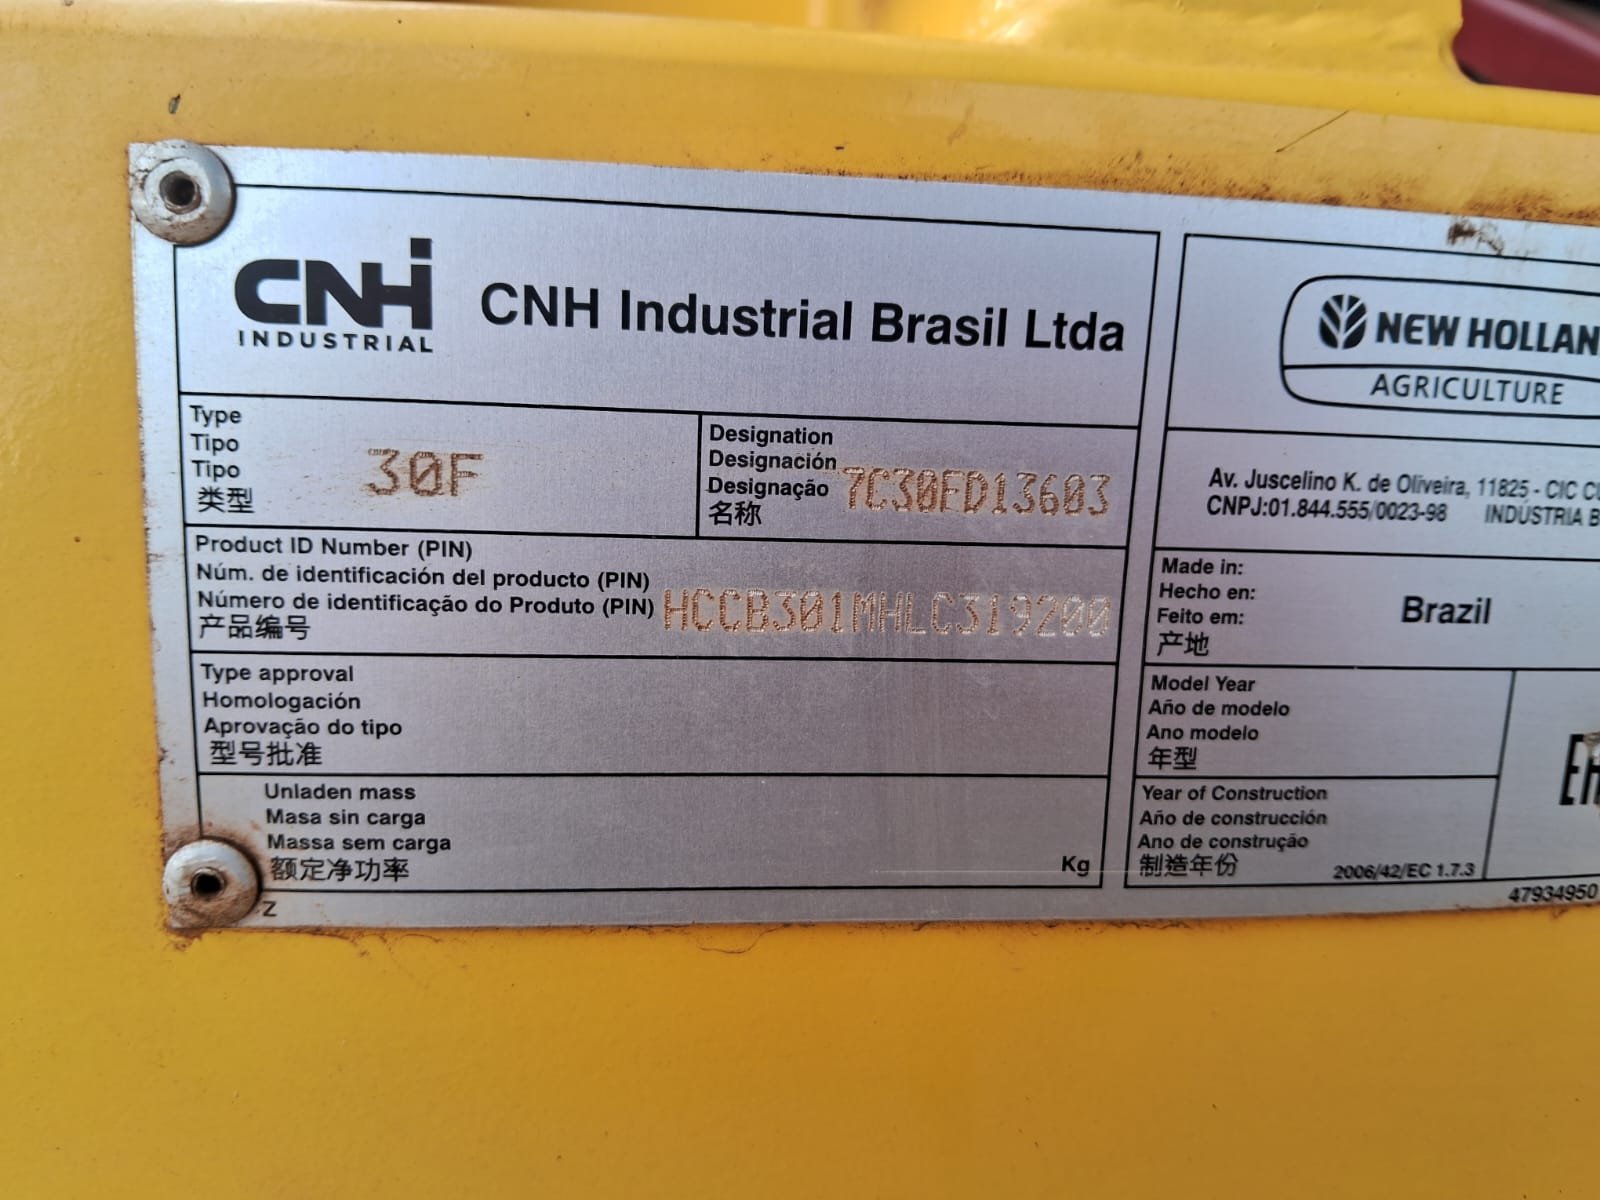 CNHi
INDUSTRIAL
CNH Industrial Brasil Ltda
Type
Tipo
Tipo
类型
30F
Designation
Designación
Designação
名称
7C30FD13603
Product ID Number (PIN)
Núm. de identificación del producto (PIN)
Número de identificação do Produto (PIN)
产品编号
HCCB301MHLC319200
Type approval
Homologación
Aprovação do tipo
型号批准
Unladen mass
Masa sin carga
Massa sem carga
额定净功率
Kg
Z
NEW HOLLAN
AGRICULTURE
Av. Juscelino K. de Oliveira, 11825 - CIC
CNPJ:01.844.555/0023-98 INDÚSTRIA B
Made in:
Hecho en:
Feito em:
产地
Brazil
Model Year
Año de modelo
Ano modelo
年型
Year of Construction
Año de construcción
Ano de construção
制造年份
2006/42/EC 1.7.3
47934950